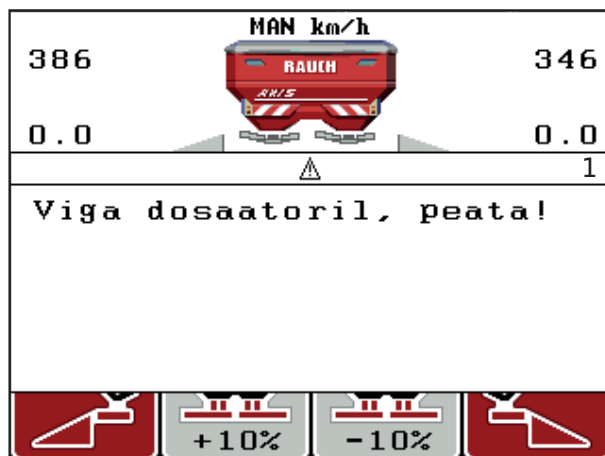 MAN km/h
386 346
RAUCH
AXIS
0.0 0.0
1
Viga dosaatoril, peata!
+10% -10%